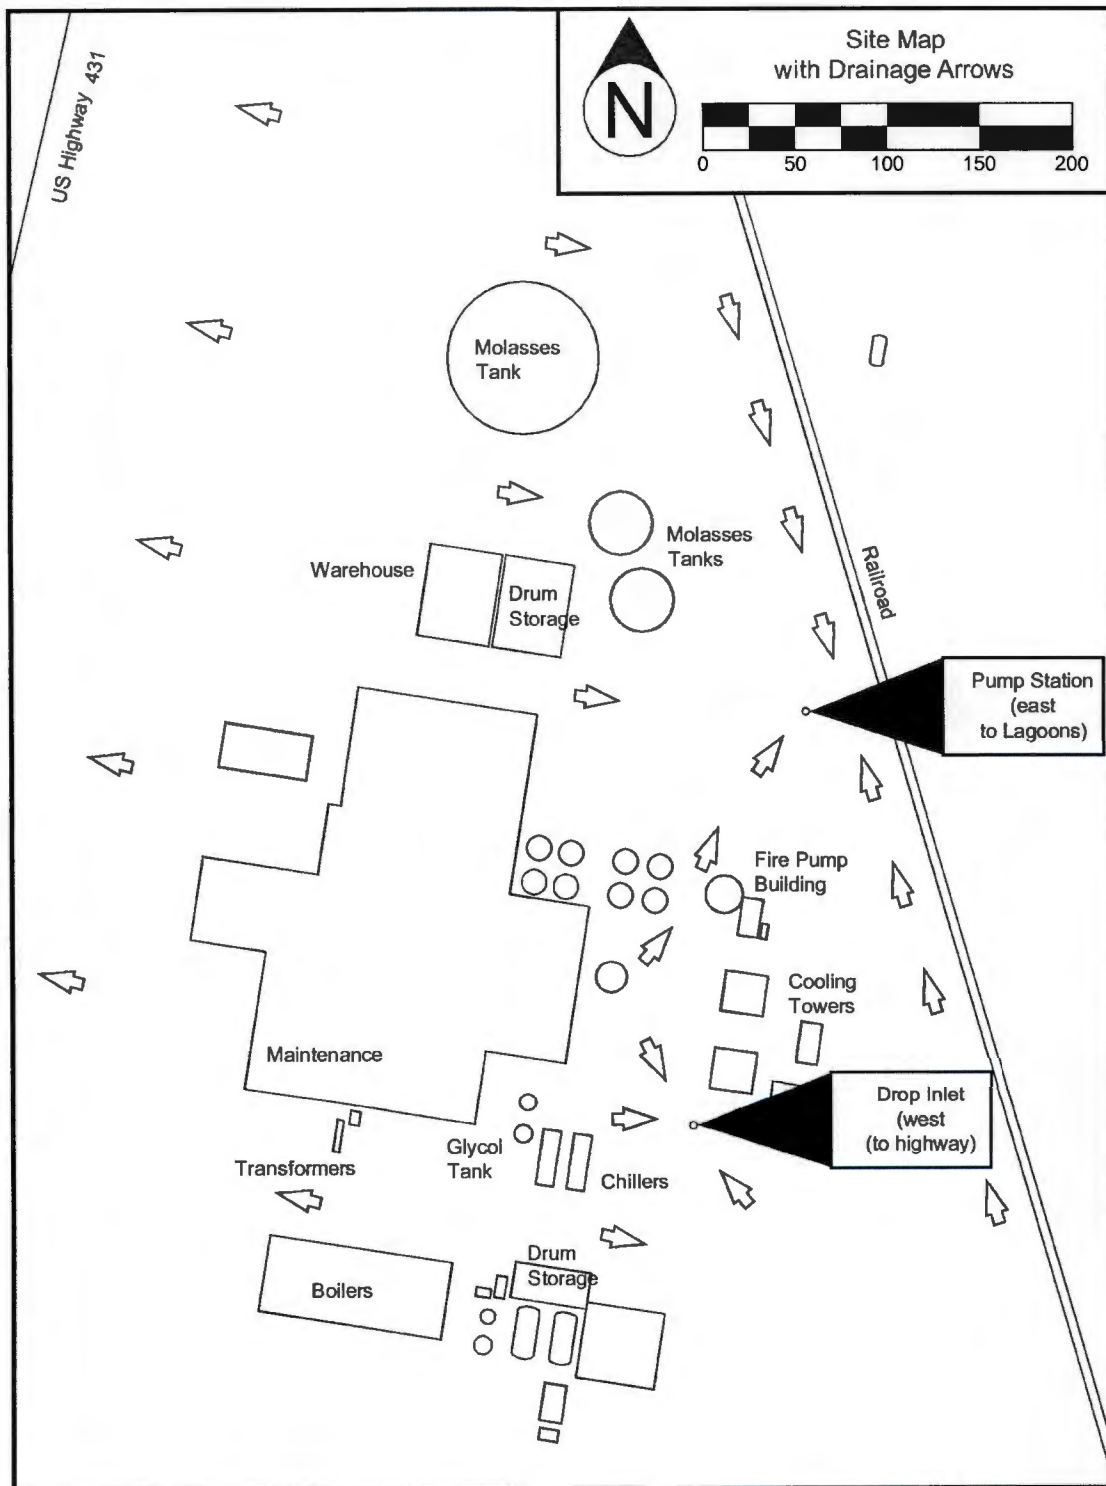 Site Map
with Drainage Arrows
N
0 50 100 150 200
US Highway 431
Molasses
Tank
Molasses
Tanks
Warehouse
Drum
Storage
Railroad
Pump Station
(east
to Lagoons)
Fire Pump
Building
Cooling
Towers
Maintenance
Drop Inlet
(west
(to highway)
Glycol
Tank
Transformers
Chillers
Drum
Storage
Boilers